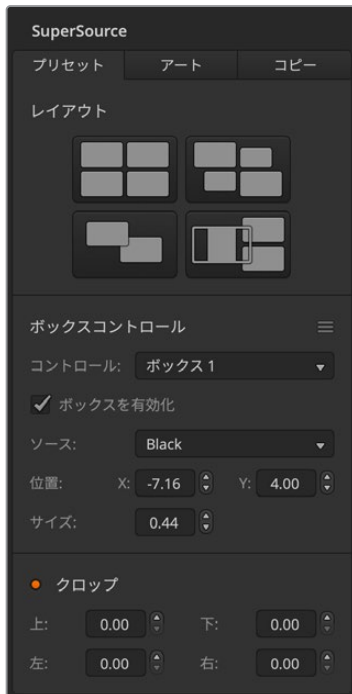 SuperSource
プリセット アート コピー
レイアウト
ボックスコントロール
コントロール: ボックス 1
ボックスを有効化
ソース: Black
位置: X: -7.16 Y: 4.00
サイズ: 0.44
クロップ
上: 0.00 下: 0.00
左: 0.00 右: 0.00